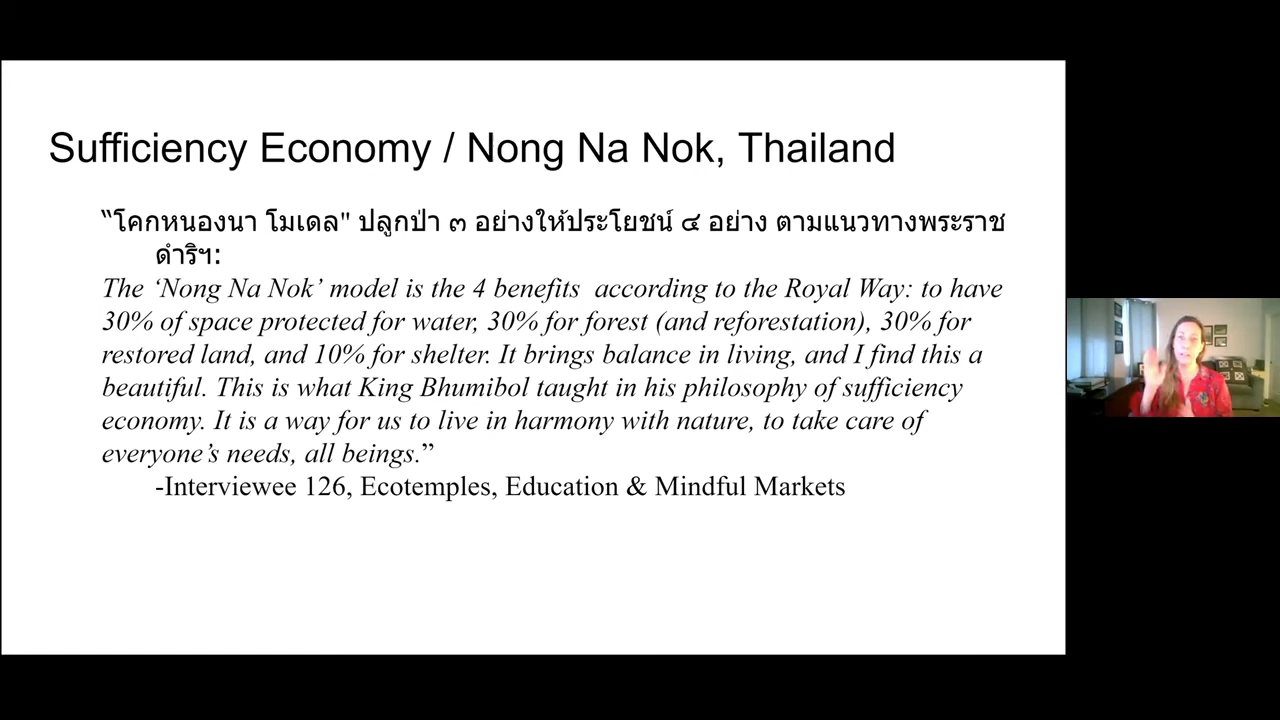 Sufficiency Economy / Nong Na Nok, Thailand
“โคกหนองนา โมเดล" ปลูกป่า ๓ อย่างให้ประโยชน์ ๔ อย่าง ตามแนวทางพระราช
ดำริฯ:
The ‘Nong Na Nok’ model is the 4 benefits  according to the Royal Way: to have
30% of space protected for water, 30% for forest (and reforestation), 30% for
restored land, and 10% for shelter. It brings balance in living, and I find this a
beautiful. This is what King Bhumibol taught in his philosophy of sufficiency
economy. It is a way for us to live in harmony with nature, to take care of
everyone’s needs, all beings.”
-Interviewee 126, Ecotemples, Education & Mindful Markets